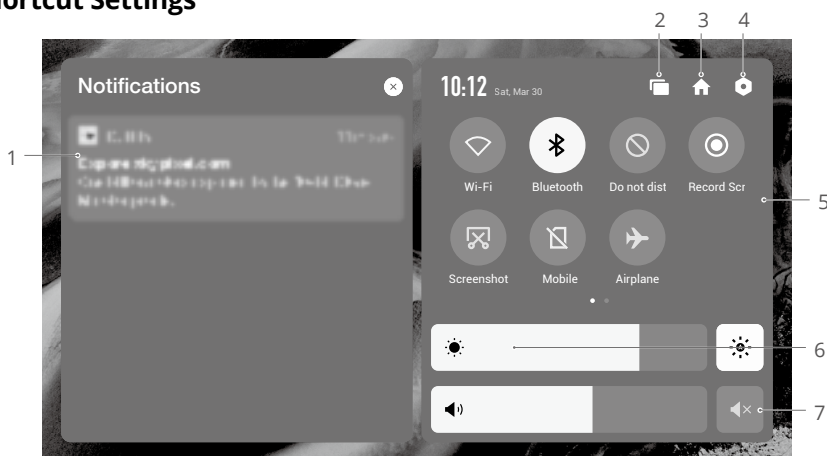 ortcut Settings
2 3 4
Notifications
10:12 Sat, Mar 30
1
Wi-Fi Bluetooth Do not dist Record Scr
5
Screenshot Mobile Airplane
6
7